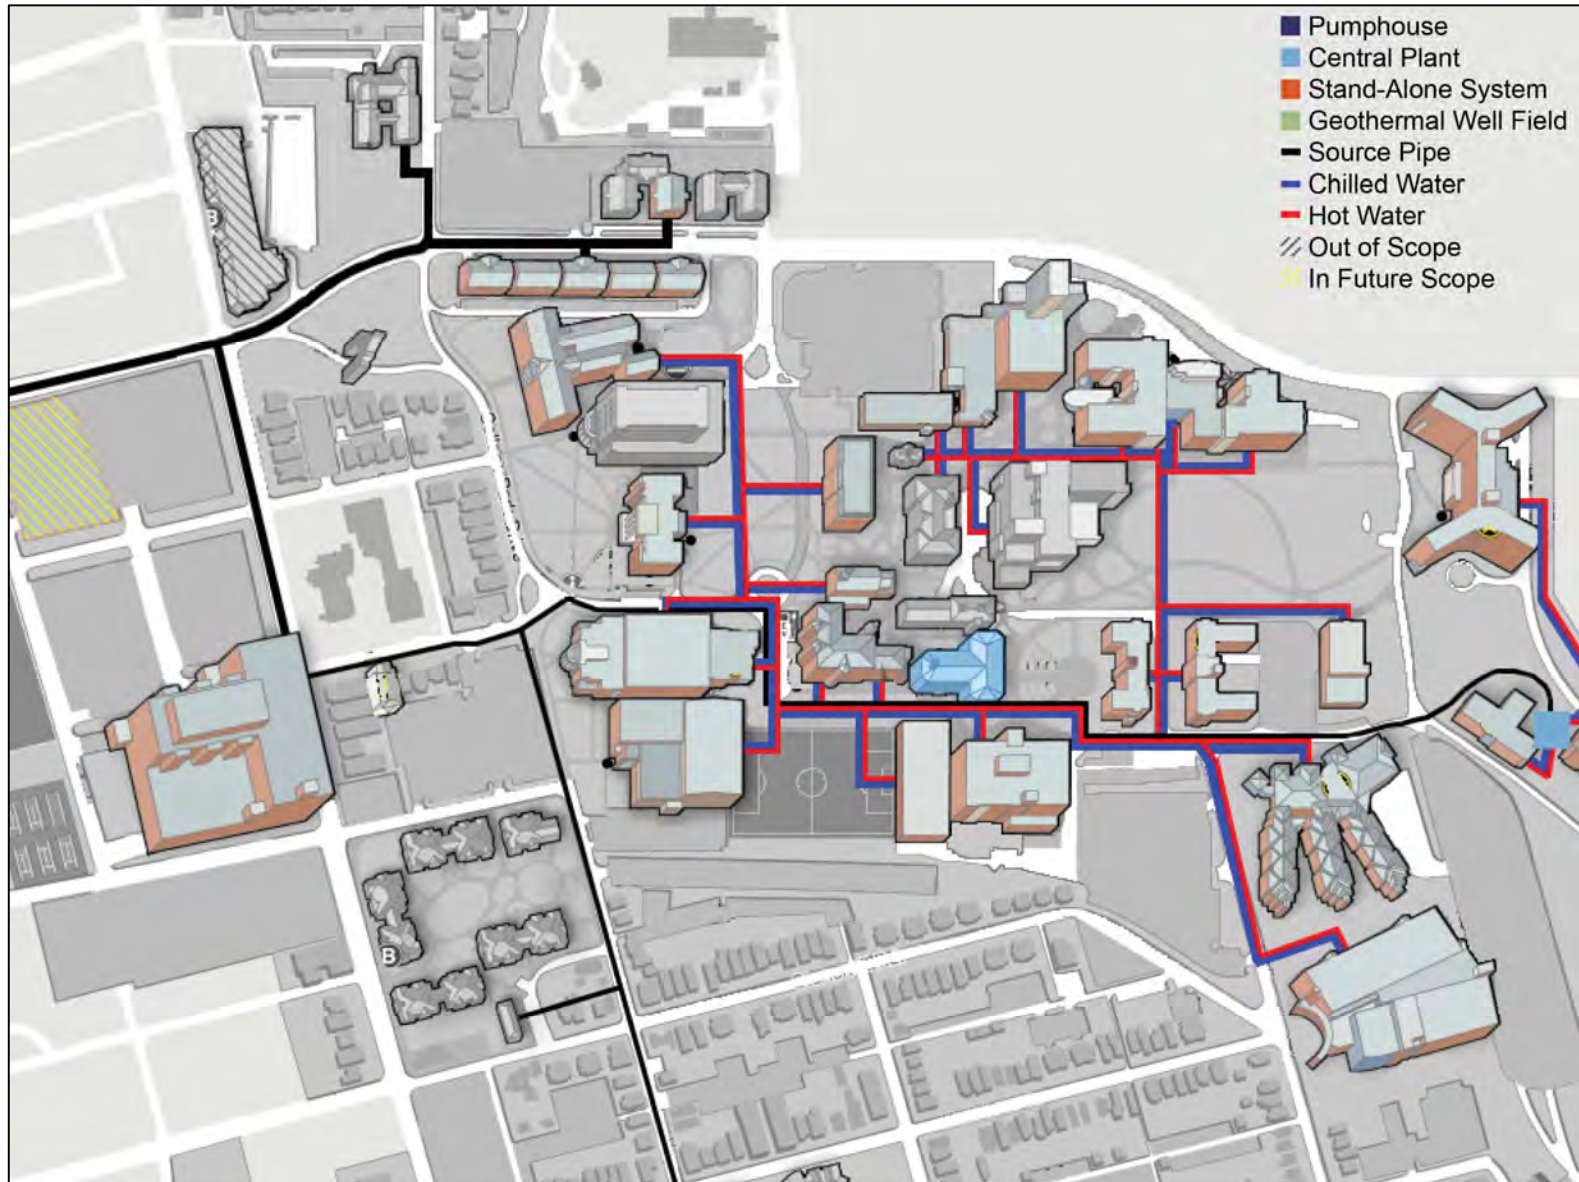 Pumphouse
Central Plant
Stand-Alone System
Geothermal Well Field
Source Pipe
Chilled Water
Hot Water
Out of Scope
In Future Scope
B
B